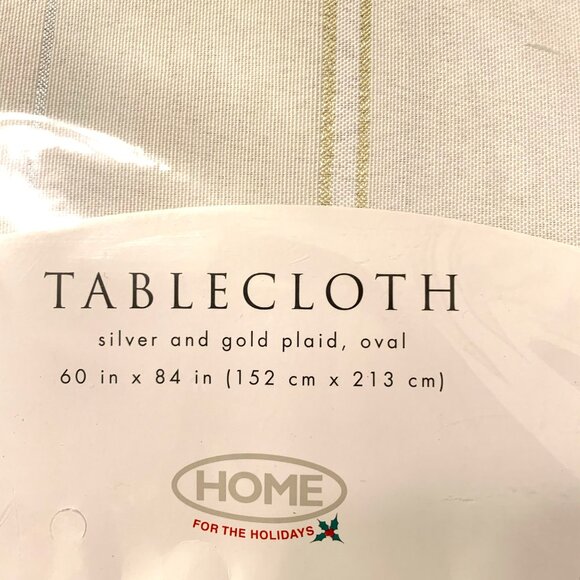 TABLECLOTH
silver and gold plaid, oval
60 in x 84 in (152 cm x 213 cm)
HOME
FOR THE HOLIDAYS